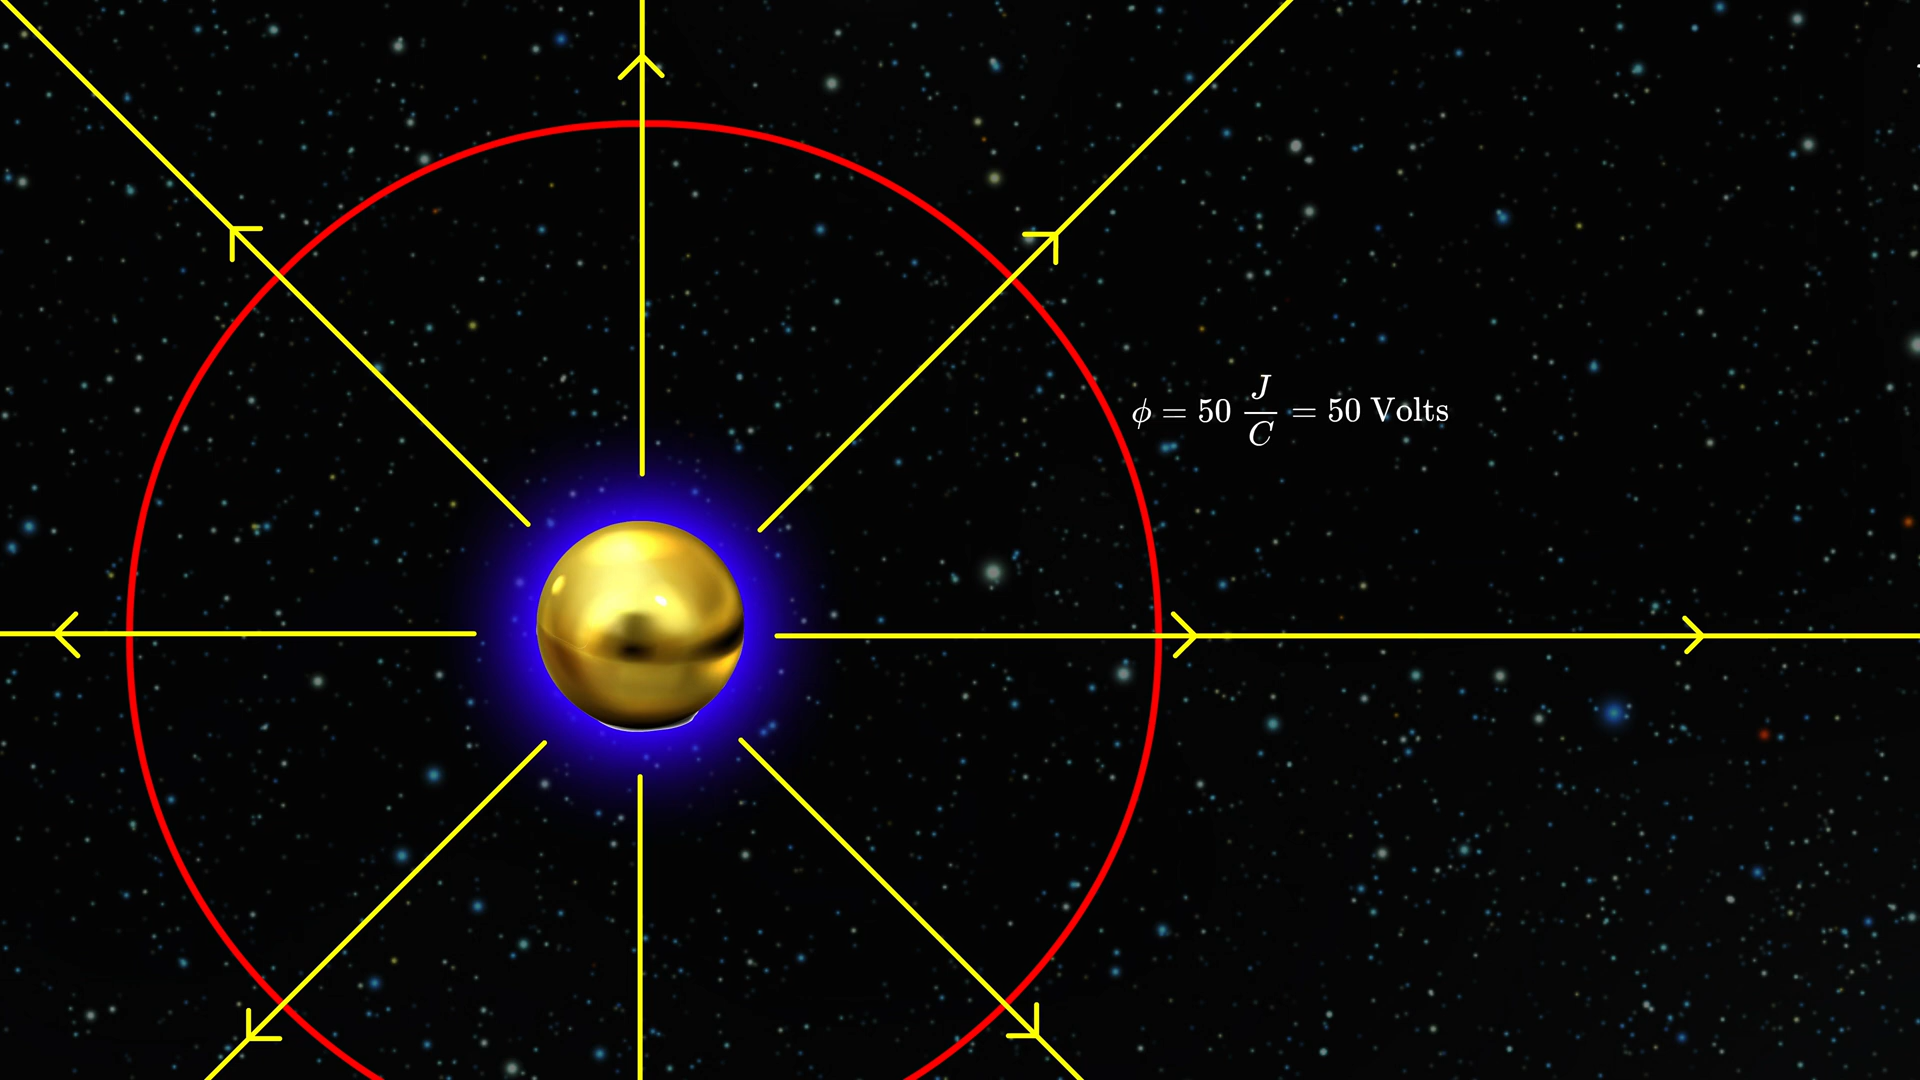 ϕ = 50 J/C = 50 Volts